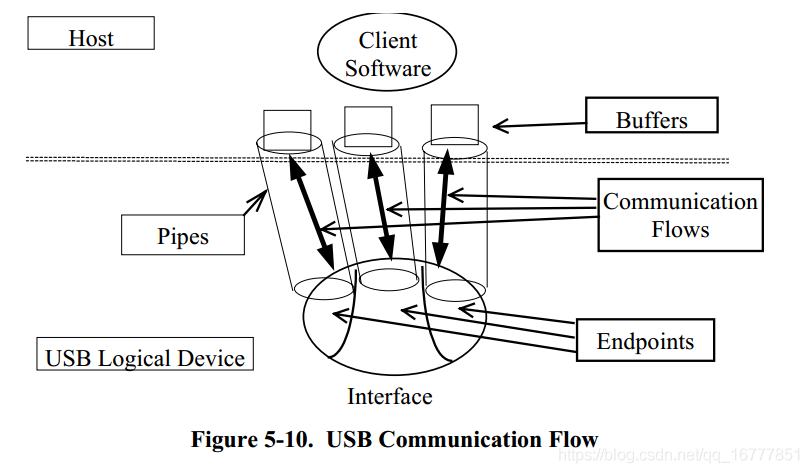 Host
Client
Software
Buffers
Communication
Flows
Pipes
Endpoints
USB Logical Device
Interface
Figure 5-10.  USB Communication Flow
https://blog.csdn.net/qq_16777851